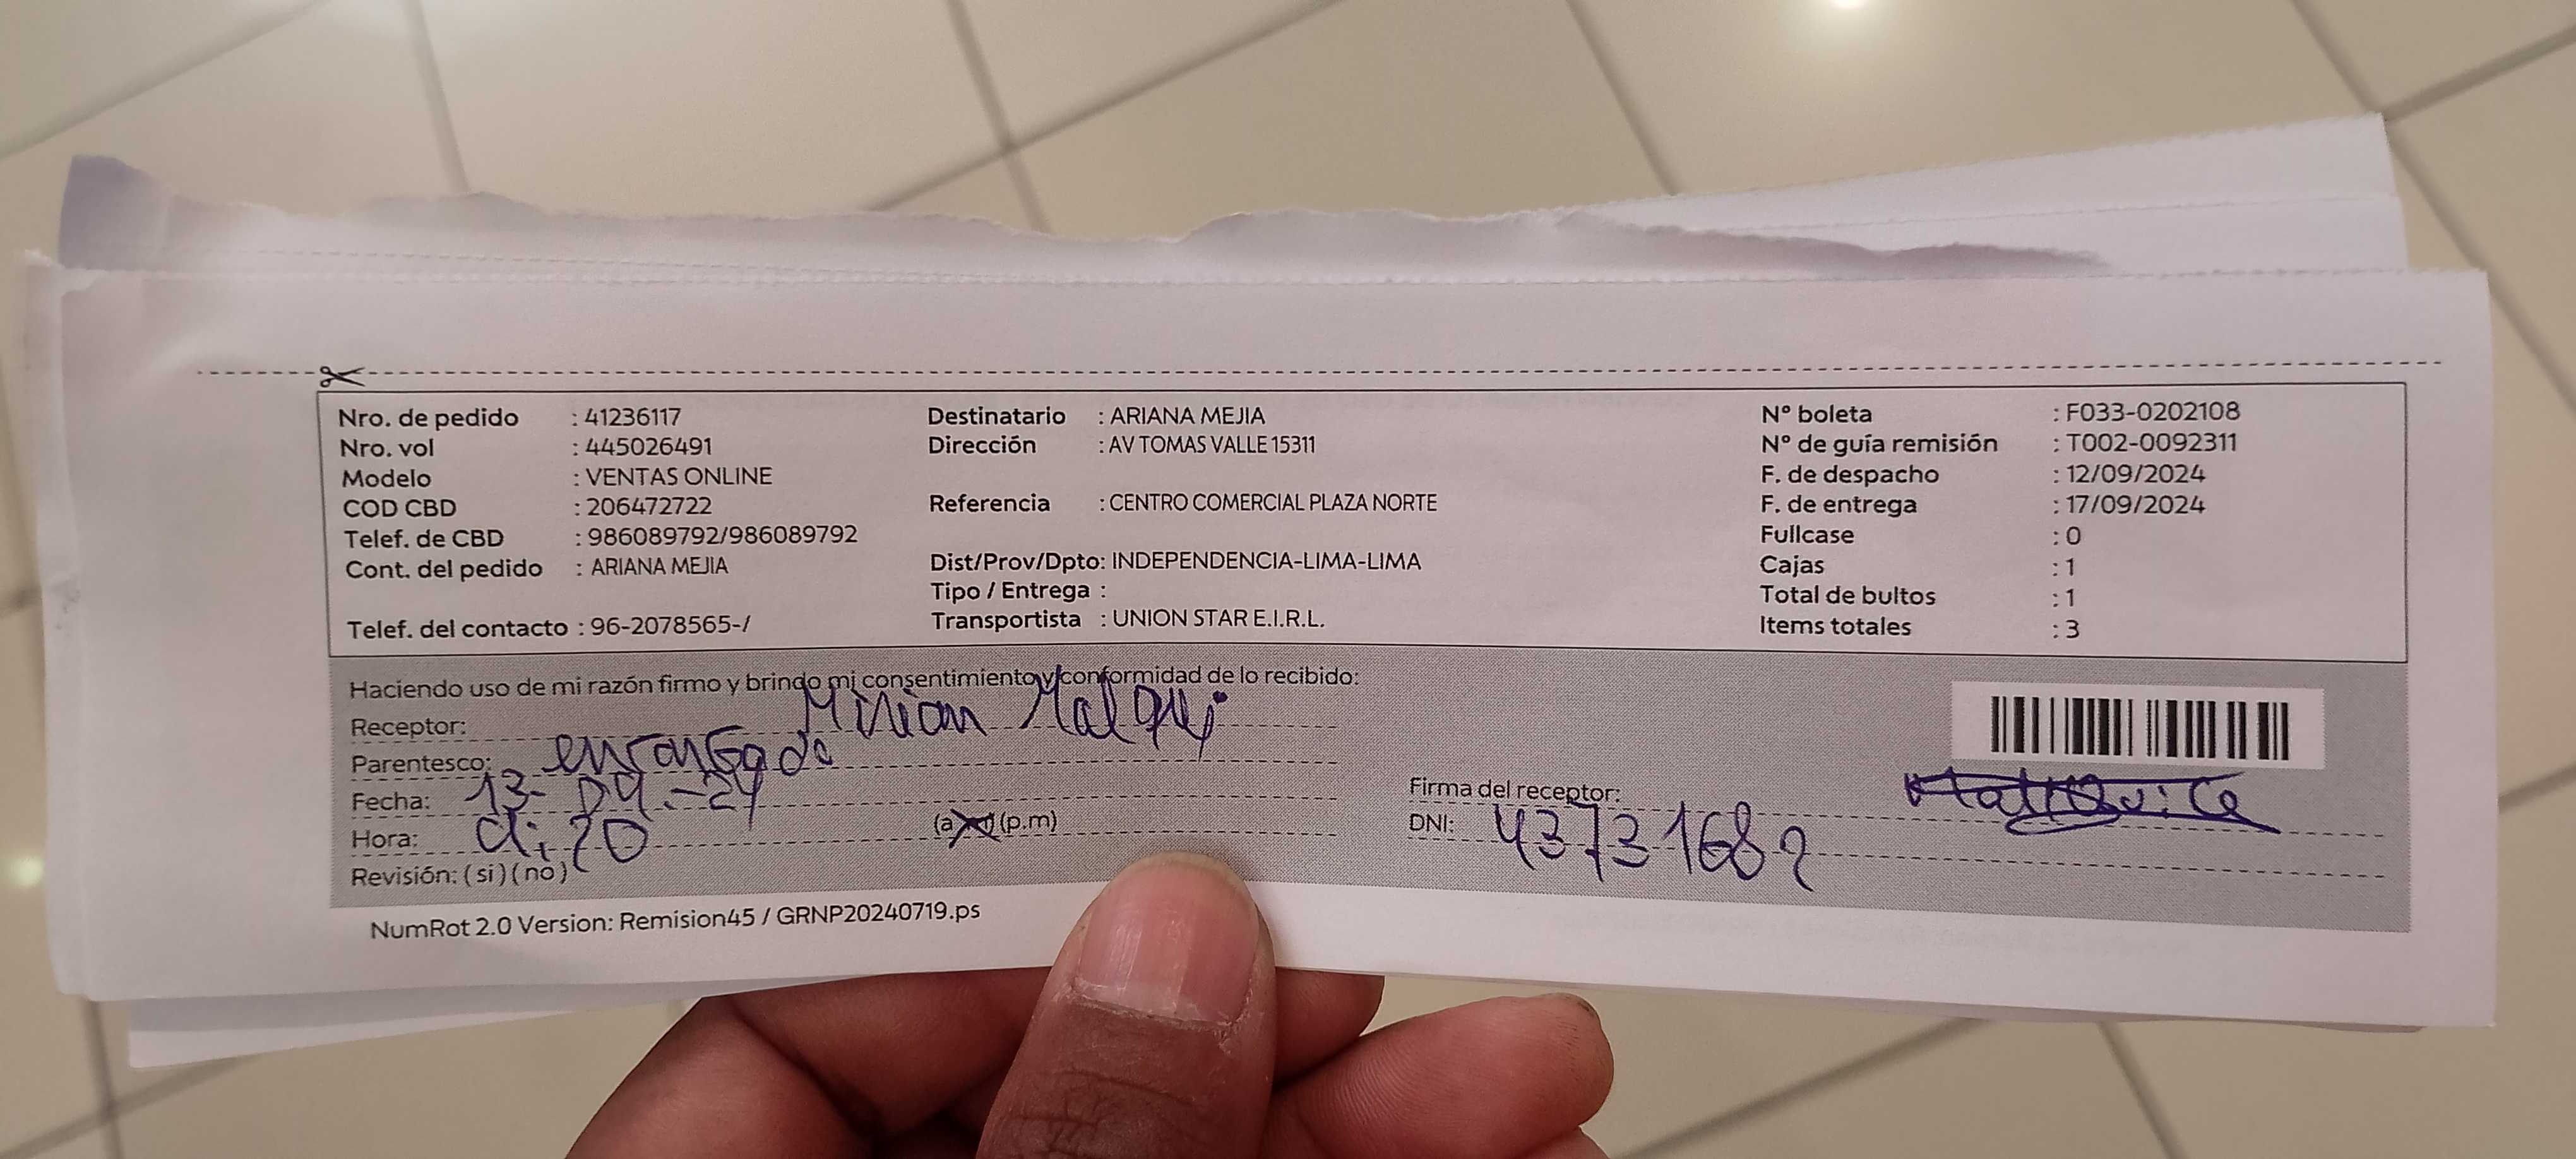 Nro. de pedido : 41236117
Nro. vol : 445026491
Modelo : VENTAS ONLINE
COD CBD : 206472722
Telef. de CBD : 986089792/986089792
Cont. del pedido : ARIANA MEJIA
Telef. del contacto : 96-2078565-/
Destinatario : ARIANA MEJIA
Dirección : AV TOMAS VALLE 15311
Referencia : CENTRO COMERCIAL PLAZA NORTE
Dist/Prov/Dpto: INDEPENDENCIA-LIMA-LIMA
Tipo / Entrega :
Transportista : UNION STAR E.I.R.L.
Nº boleta : F033-0202108
Nº de guía remisión : T002-0092311
F. de despacho : 12/09/2024
F. de entrega : 17/09/2024
Fullcase : 0
Cajas : 1
Total de bultos : 1
Items totales : 3
Haciendo uso de mi razón firmo y brindo mi consentimiento y conformidad de lo recibido:
Receptor: Mirian Malqui
Parentesco: encargada
Fecha: 13-09-24
Hora: (p.m)
Revisión: (si) (no)
Firma del receptor:
DNI: 4373168
NumRot 2.0 Version: Remision45 / GRNP20240719.ps